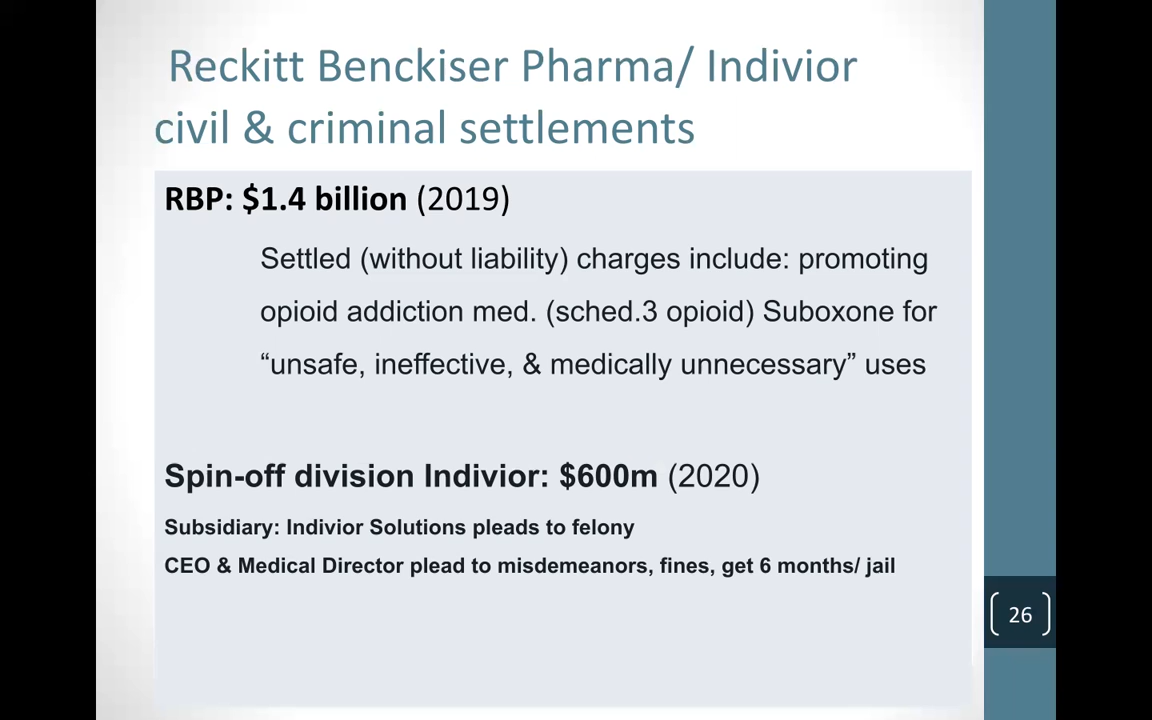 Reckitt Benckiser Pharma/ Indivior
civil & criminal settlements
RBP: $1.4 billion (2019)
Settled (without liability) charges include: promoting
opioid addiction med. (sched.3 opioid) Suboxone for
“unsafe, ineffective, & medically unnecessary” uses
Spin-off division Indivior: $600m (2020)
Subsidiary: Indivior Solutions pleads to felony
CEO & Medical Director plead to misdemeanors, fines, get 6 months/ jail
26